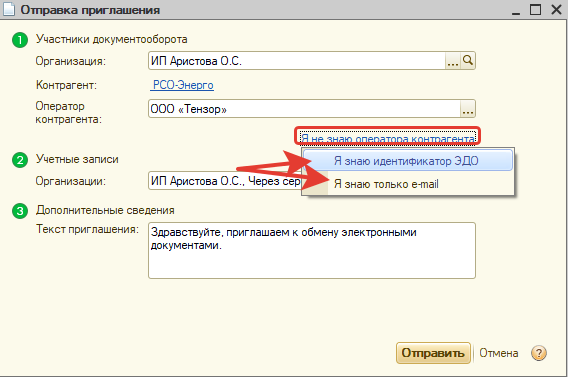 Отправка приглашения
1 Участники документооборота
Организация: ИП Аристова О.С. ...
Контрагент: РСО-Энерго
Оператор контрагента: ООО «Тензор» ...
Я не знаю оператора контрагента
Я знаю идентификатор ЭДО
Я знаю только e-mail
2 Учетные записи
Организации: ИП Аристова О.С., Через сер
3 Дополнительные сведения
Текст приглашения: Здравствуйте, приглашаем к обмену электронными
документами.
Отправить Отмена ?